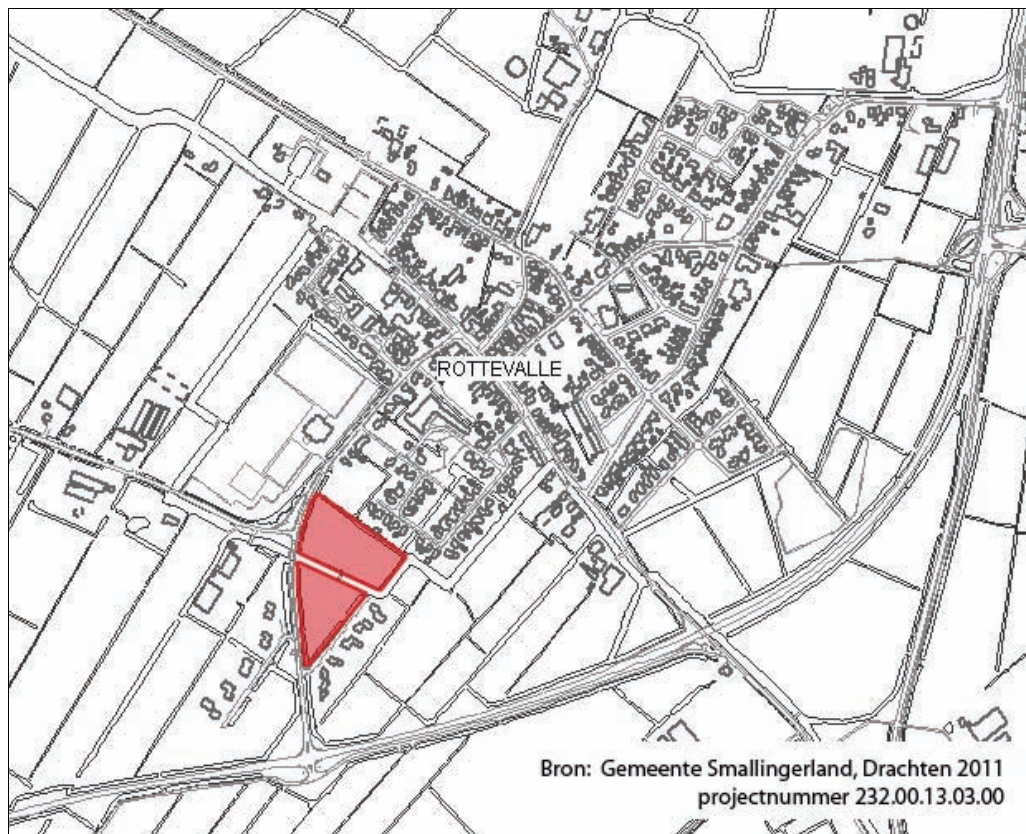 ROTTEVALLE
Bron: Gemeente Smallingerland, Drachten 2011
projectnummer 232.00.13.03.00